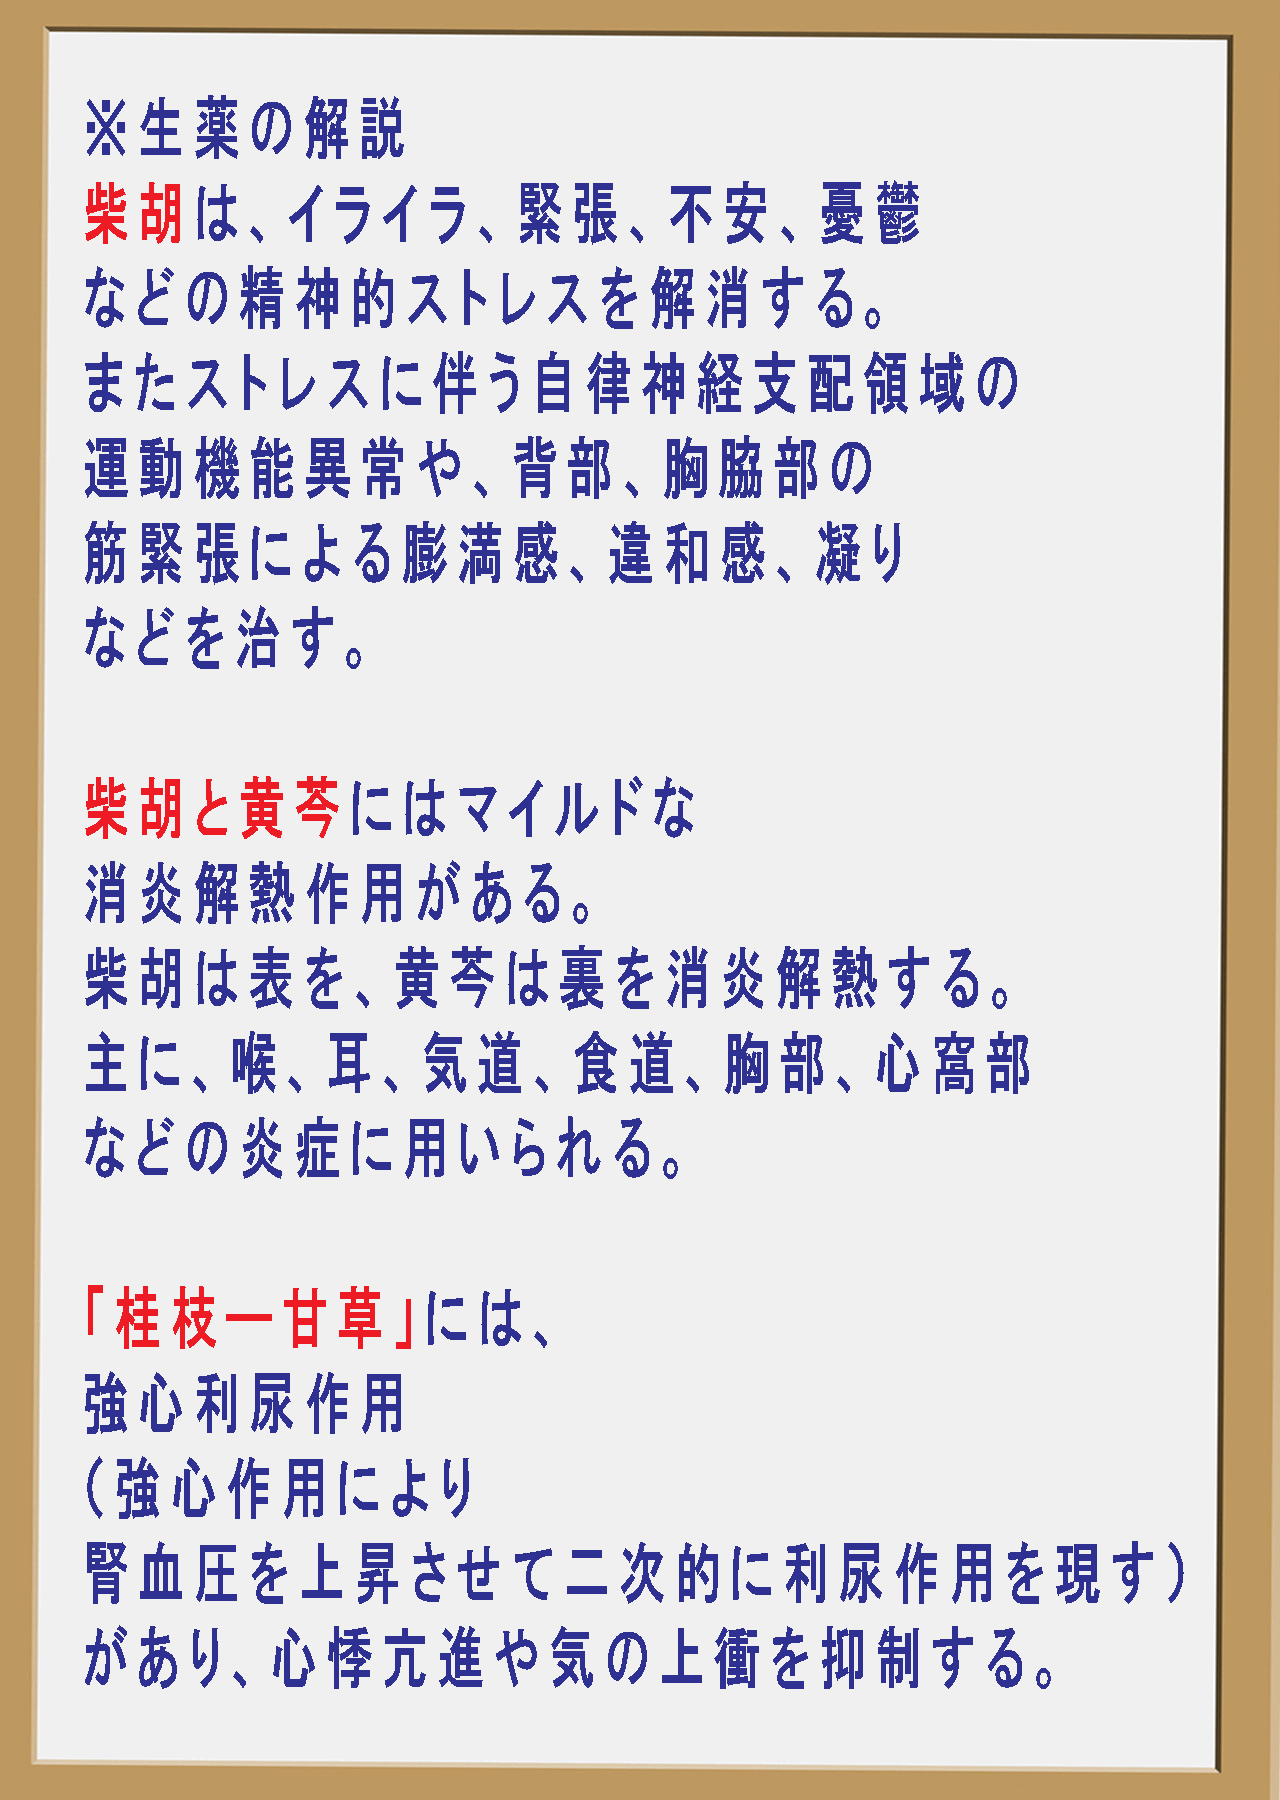 ※生薬の解説
柴胡は、イライラ、緊張、不安、憂鬱
などの精神的ストレスを解消する。
またストレスに伴う自律神経支配領域の
運動機能異常や、背部、胸脇部の
筋緊張による膨満感、違和感、凝り
などを治す。
柴胡と黄芩にはマイルドな
消炎解熱作用がある。
柴胡は表を、黄芩は裏を消炎解熱する。
主に、喉、耳、気道、食道、胸部、心窩部
などの炎症に用いられる。
「桂枝―甘草」には、
強心利尿作用
（強心作用により
腎血圧を上昇させて二次的に利尿作用を現す）
があり、心悸亢進や気の上衝を抑制する。